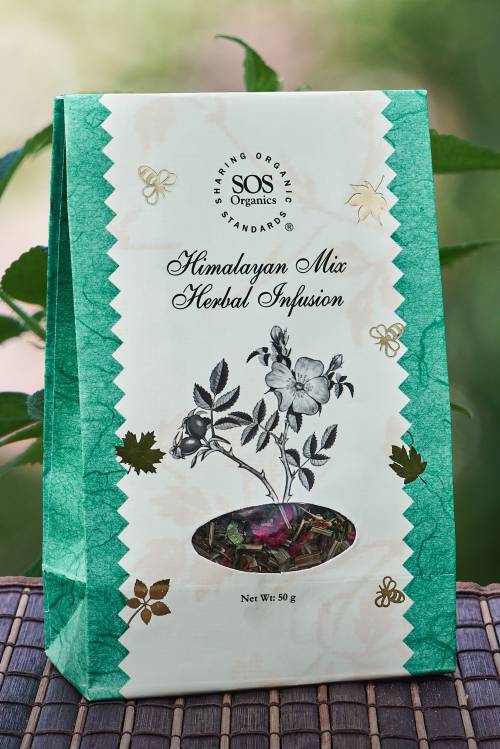 SHARING ORGANIC
SOS
Organics
STANDARDS
®
Himalayan Mix
Herbal Infusion
Net Wt: 50 g